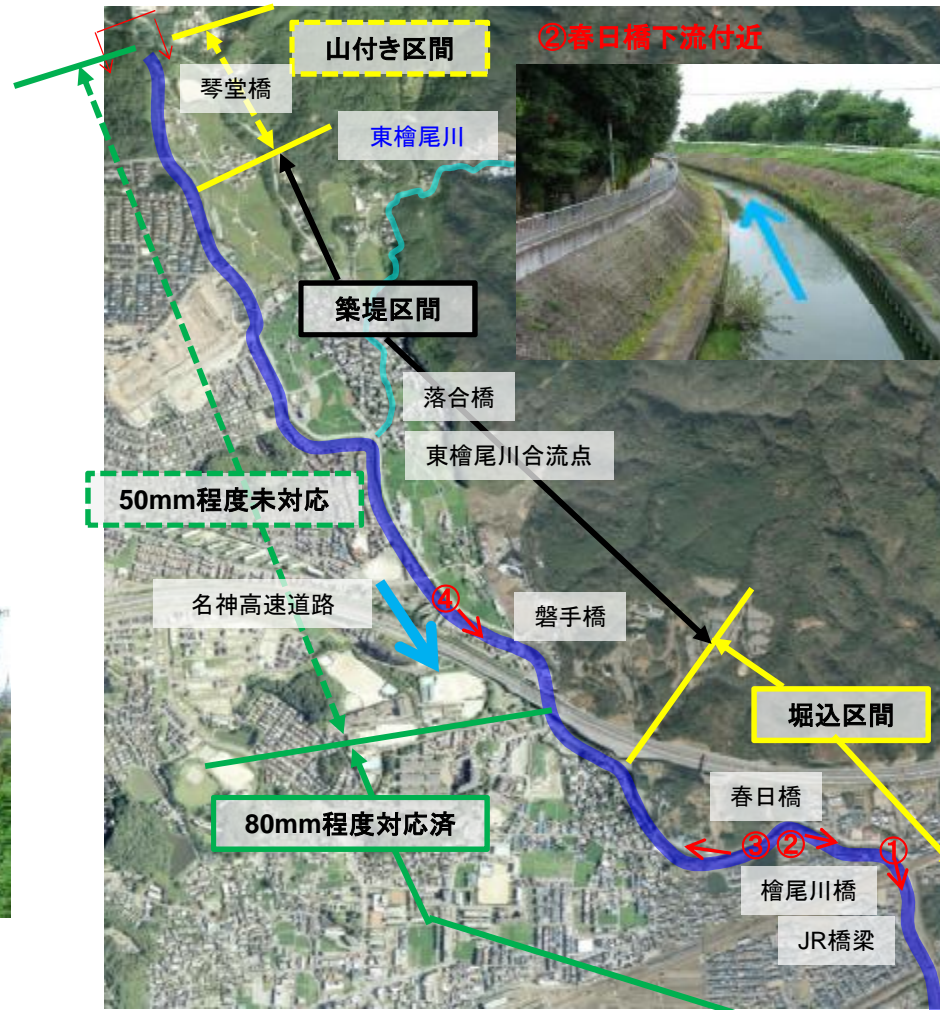 山付き区間
②春日橋下流付近
琴堂橋
東檜尾川
築堤区間
落合橋
東檜尾川合流点
50mm程度未対応
名神高速道路
④
磐手橋
堀込区間
80mm程度対応済
春日橋
③
②
①
檜尾川橋
JR橋梁